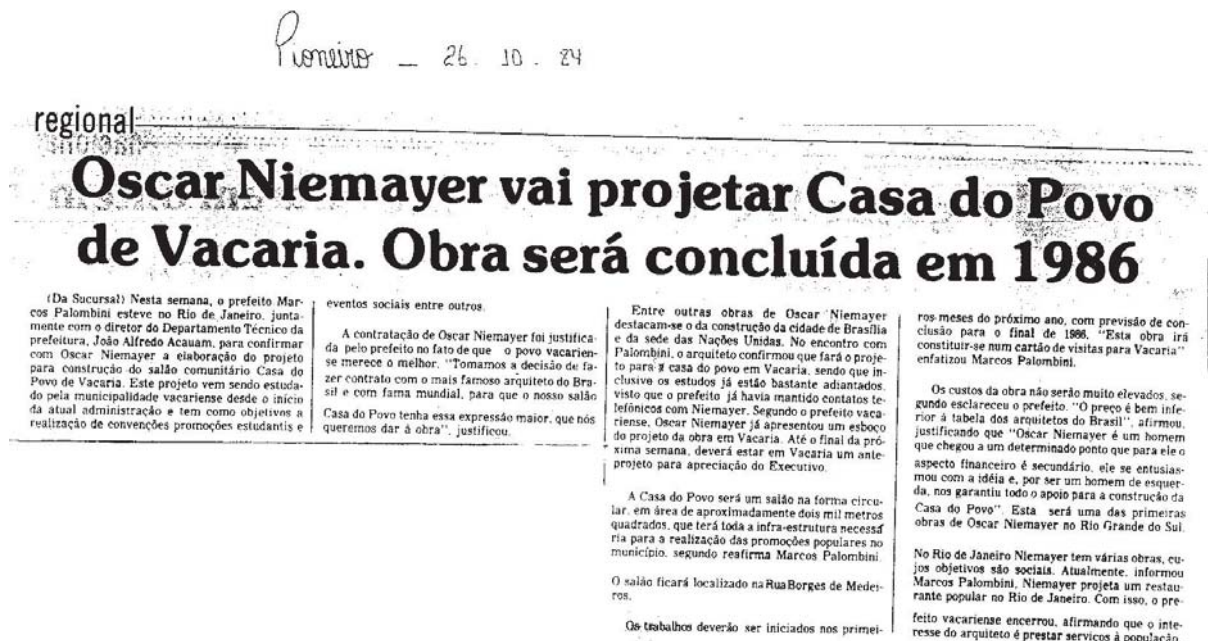 Pioneiro - 26. 10. 84
regional
Oscar Niemayer vai projetar Casa do Povo
de Vacaria. Obra será concluída em 1986
(Da Sucursal) Nesta semana, o prefeito Mar-
cos Palombini esteve no Rio de Janeiro, junta-
mente com o diretor do Departamento Técnico da
prefeitura, João Alfredo Acauam, para confirmar
com Oscar Niemayer a elaboração do projeto
para construção do salão comunitário Casa do
Povo de Vacaria. Este projeto vem sendo estuda-
do pela municipalidade vacariense desde o início
da atual administração e tem como objetivos a
realização de convenções promoções estudantis e
eventos sociais entre outros.
A contratação de Oscar Niemayer foi justifica-
da pelo prefeito no fato de que o povo vacarien-
se merece o melhor. "Tomamos a decisão de fa-
zer contrato com o mais famoso arquiteto do Bra-
sil e com fama mundial, para que o nosso salão
Casa do Povo tenha essa expressão maior, que nós
queremos dar à obra", justificou.
Entre outras obras de Oscar Niemayer
destacam-se o da construção da cidade de Brasília
e da sede das Nações Unidas. No encontro com
Palombini, o arquiteto confirmou que fará o proje-
to para a casa do povo em Vacaria, sendo que in-
clusive os estudos já estão bastante adiantados,
visto que o prefeito já havia mantido contatos te-
lefônicos com Niemayer. Segundo o prefeito vaca-
riense, Oscar Niemayer já apresentou um esboço
do projeto da obra em Vacaria. Até o final da pró-
xima semana, deverá estar em Vacaria um ante-
projeto para apreciação do Executivo.
A Casa do Povo será um salão na forma circu-
lar, em área de aproximadamente dois mil metros
quadrados, que terá toda a infra-estrutura necessá
ria para a realização das promoções populares no
município, segundo reafirma Marcos Palombini.
O salão ficará localizado na Rua Borges de Medei-
ros.
Os trabalhos deverão ser iniciados nos primei-
ros meses do próximo ano, com previsão de con-
clusão para o final de 1986. "Esta obra irá
constituir-se num cartão de visitas para Vacaria"
enfatizou Marcos Palombini.
Os custos da obra não serão muito elevados, se-
gundo esclareceu o prefeito. "O preço é bem infe-
rior à tabela dos arquitetos do Brasil", afirmou,
justificando que "Oscar Niemayer é um homem
que chegou a um determinado ponto que para ele o
aspecto financeiro é secundário, ele se entusias-
mou com a idéia e, por ser um homem de esquer-
da, nos garantiu todo o apoio para a construção da
Casa do Povo". Esta será uma das primeiras
obras de Oscar Niemayer no Rio Grande do Sul.
No Rio de Janeiro Niemayer tem várias obras, cu-
jos objetivos são sociais. Atualmente, informou
Marcos Palombini, Niemayer projeta um restau-
rante popular no Rio de Janeiro. Com isso, o pre-
feito vacariense encerrou, afirmando que o inte-
resse do arquiteto é prestar serviços à população.